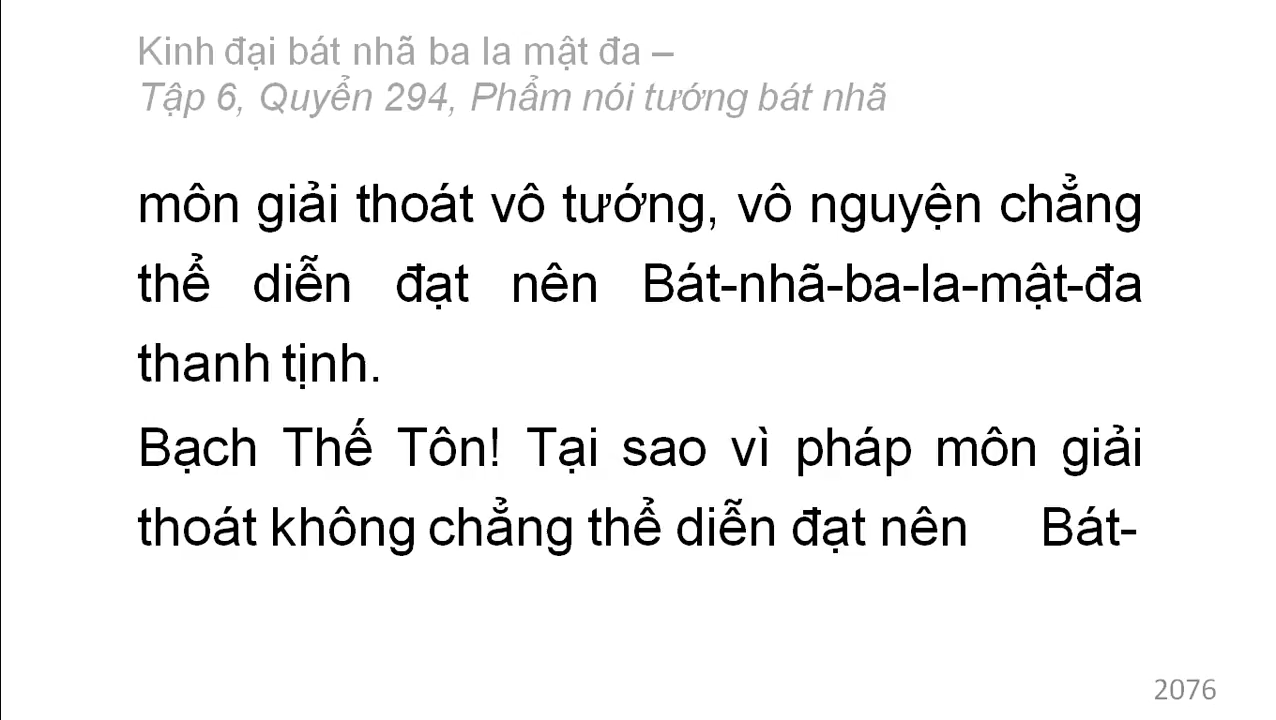 Kinh đại bát nhã ba la mật đa –
Tập 6, Quyển 294, Phẩm nói tướng bát nhã
môn giải thoát vô tướng, vô nguyện chẳng
thể diễn đạt nên Bát-nhã-ba-la-mật-đa
thanh tịnh.
Bạch Thế Tôn! Tại sao vì pháp môn giải
thoát không chẳng thể diễn đạt nên Bát-
2076